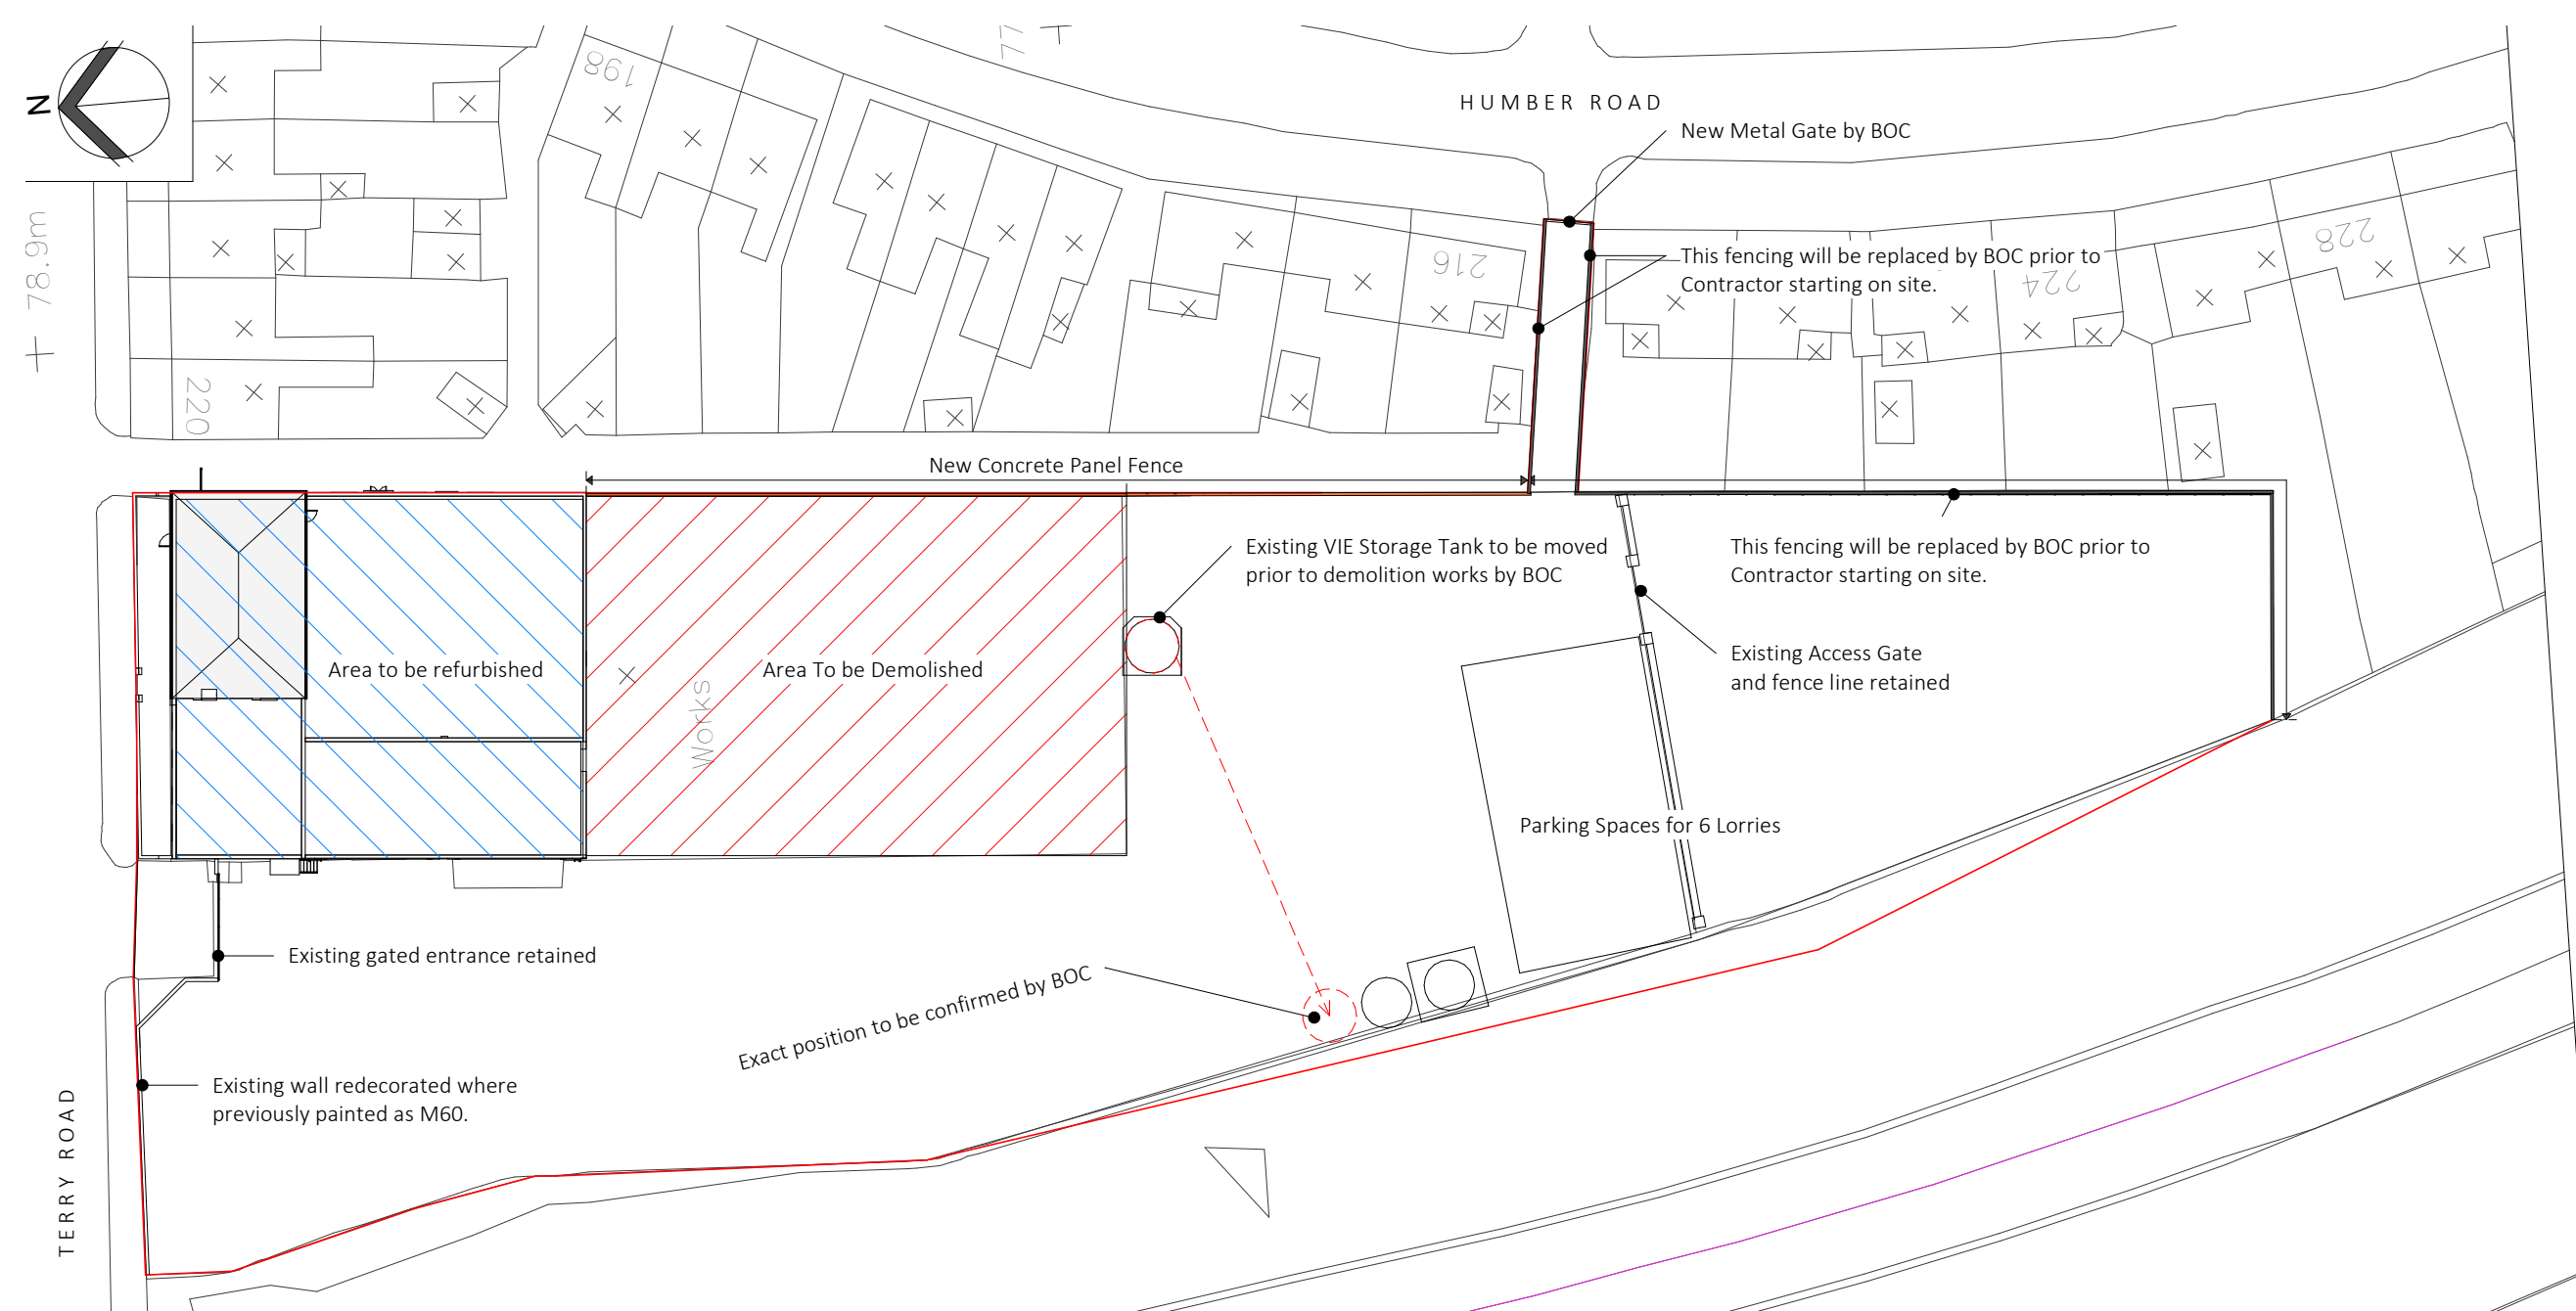 N
78.9m
198
77
HUMBER ROAD
New Metal Gate by BOC
216
This fencing will be replaced by BOC prior to
Contractor starting on site.
224
228
220
New Concrete Panel Fence
Existing VIE Storage Tank to be moved
prior to demolition works by BOC
This fencing will be replaced by BOC prior to
Contractor starting on site.
Area to be refurbished
Area To be Demolished
Works
Existing Access Gate
and fence line retained
Parking Spaces for 6 Lorries
Existing gated entrance retained
Exact position to be confirmed by BOC
Existing wall redecorated where
previously painted as M60.
TERRY ROAD